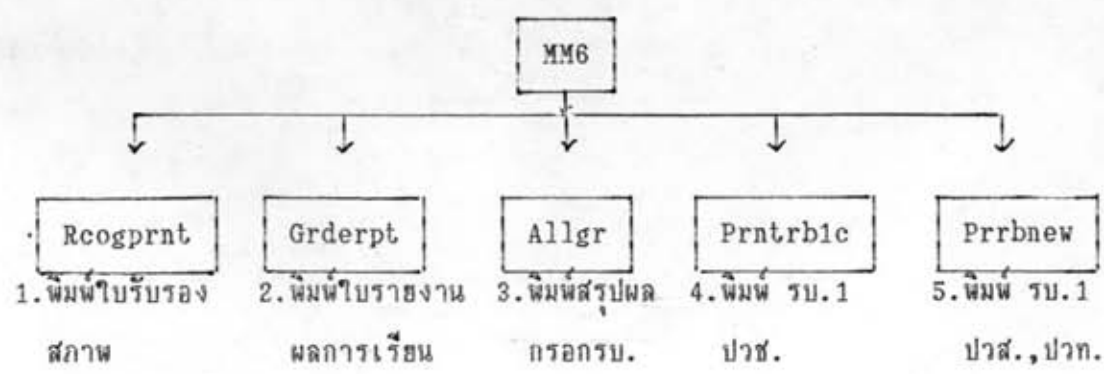 MM6
Rcogprnt
Grderpt
Allgr
Prntrb1c
Prrbnew
1.พิมพ์ใบรับรอง
สภาพ
2.พิมพ์ใบรายงาน
ผลการเรียน
3.พิมพ์สรุปผล
กรอกรบ.
4.พิมพ์ รบ.1
ปวช.
5.พิมพ์ รบ.1
ปวส.,ปวท.